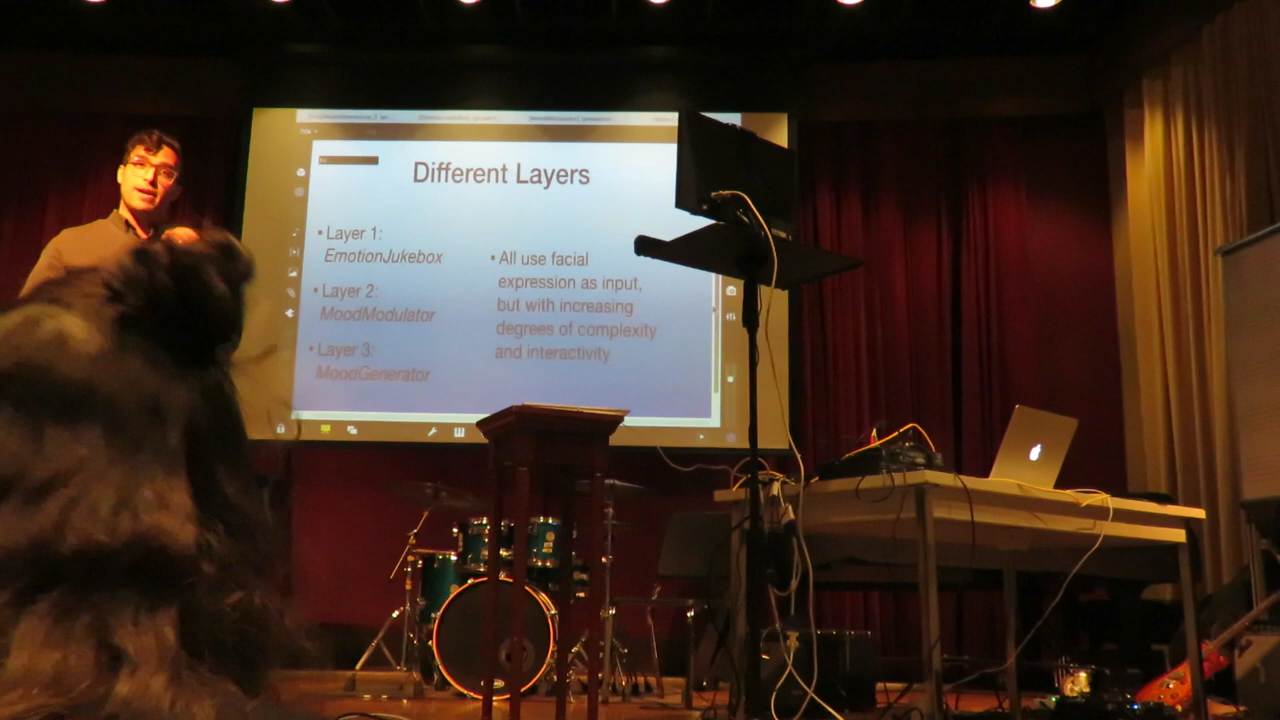 Different Layers
• Layer 1:
EmotionJukebox
• Layer 2:
MoodModulator
• Layer 3:
MoodGenerator
• All use facial
expression as input,
but with increasing
degrees of complexity
and interactivity